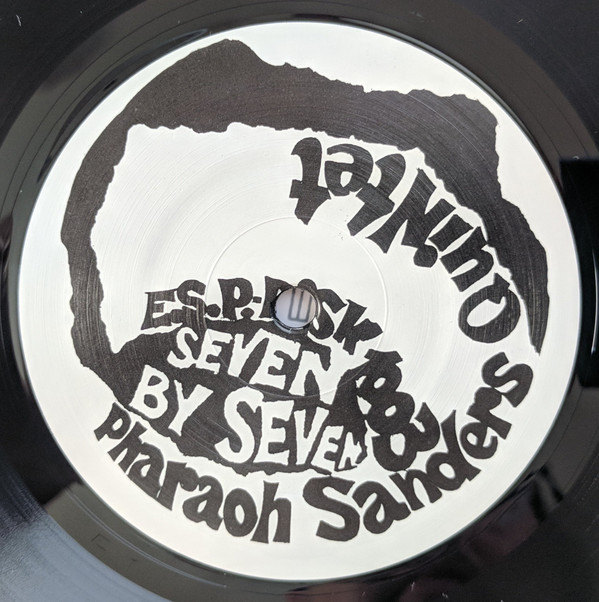 E.S.P.-DISK 1003
SEVEN
BY SEVEN
pharaoh Sanders
QuiNtet